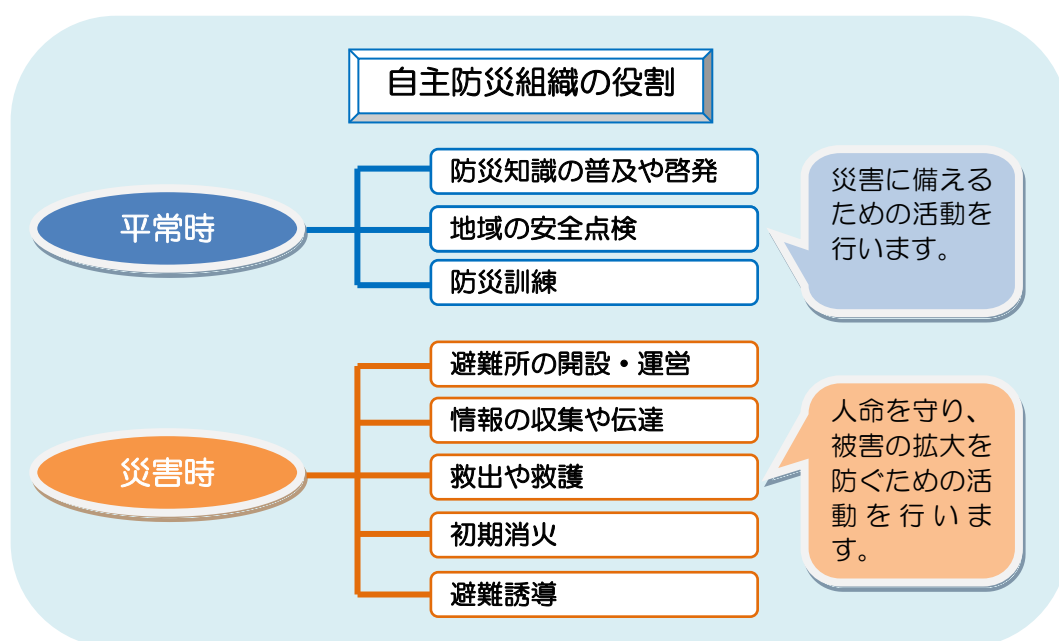 自主防災組織の役割
平常時
防災知識の普及や啓発
地域の安全点検
防災訓練
災害に備える
ための活動を
行います。
災害時
避難所の開設・運営
情報の収集や伝達
救出や救護
初期消火
避難誘導
人命を守り、
被害の拡大を
防ぐための活
動を行いま
す。